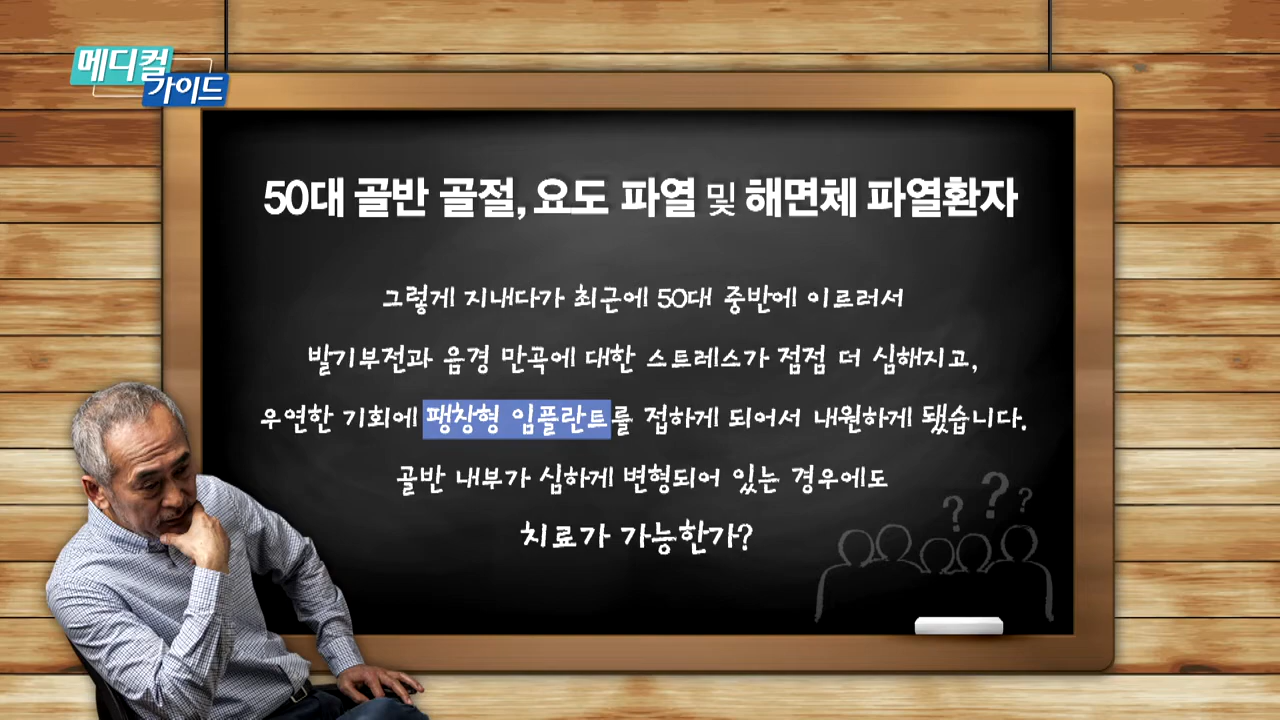 메디컬
가이드
50대 골반 골절, 요도 파열 및 해면체 파열환자
그렇게 지내다가 최근에 50대 중반에 이르러서
발기부전과 음경 만곡에 대한 스트레스가 점점 더 심해지고,
우연한 기회에 팽창형 임플란트를 접하게 되어서 내원하게 됐습니다.
골반 내부가 심하게 변형되어 있는 경우에도
치료가 가능한가?
? ? ?